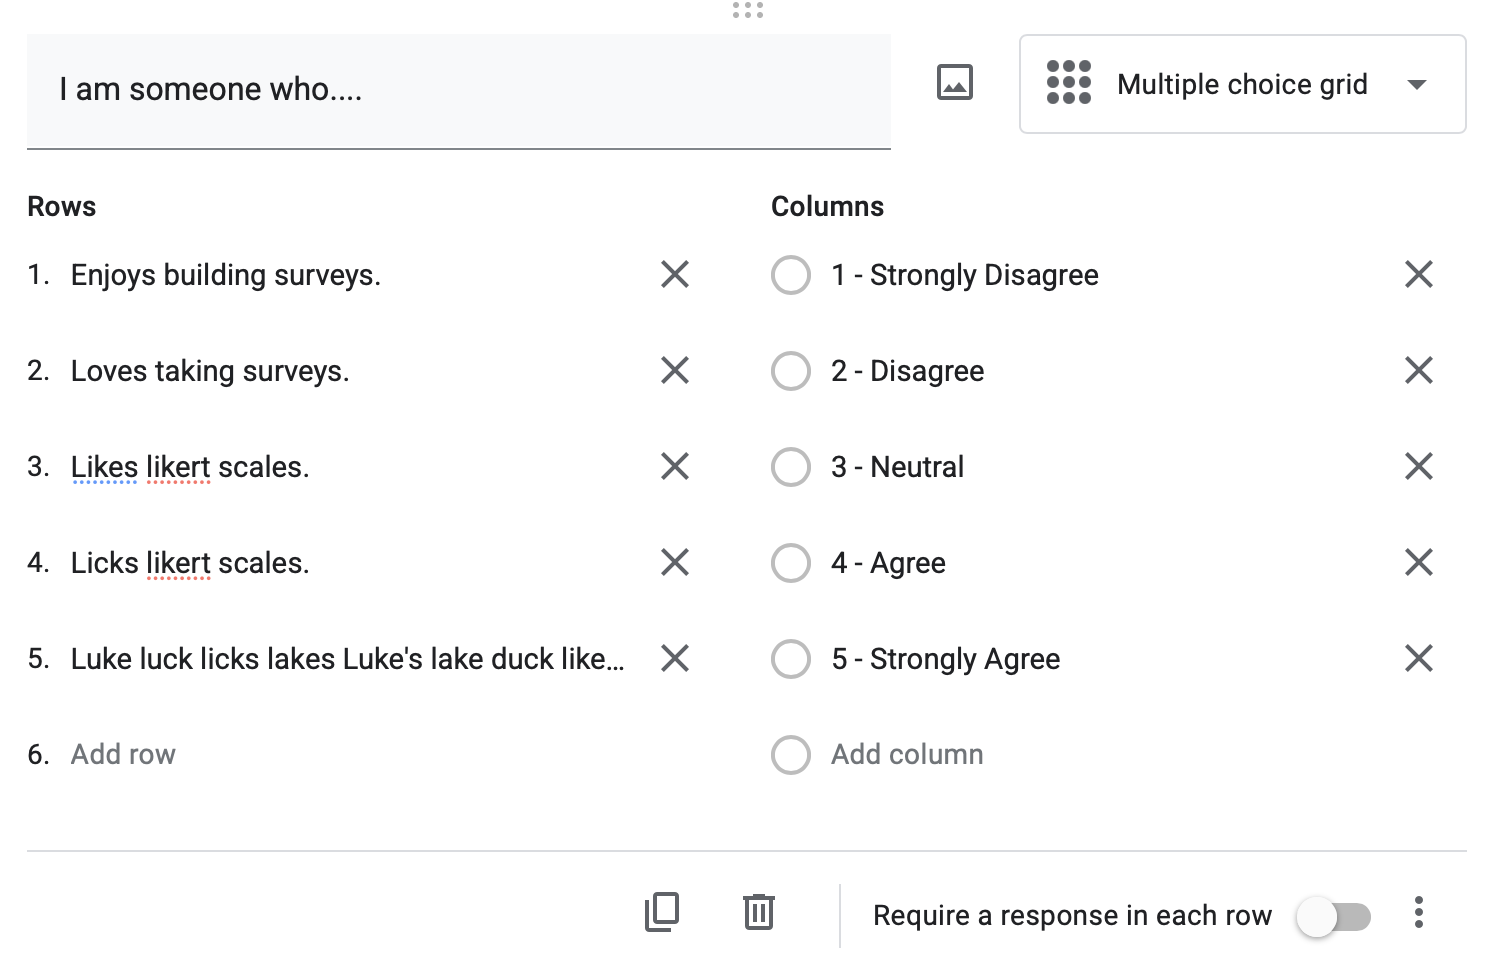 I am someone who....
Multiple choice grid
Rows
Columns
1. Enjoys building surveys.
1 - Strongly Disagree
2. Loves taking surveys.
2 - Disagree
3. Likes likert scales.
3 - Neutral
4. Licks likert scales.
4 - Agree
5. Luke luck licks lakes Luke's lake duck like...
5 - Strongly Agree
6. Add row
Add column
Require a response in each row